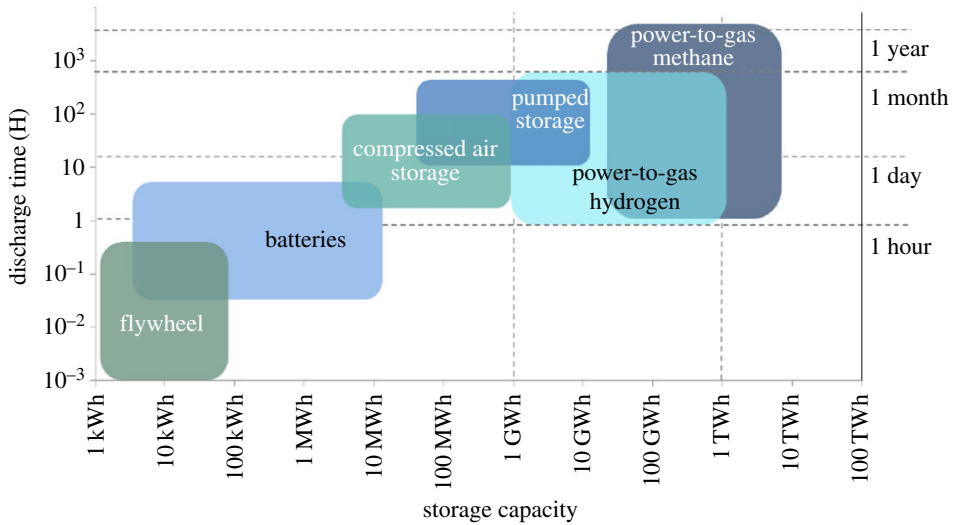 power-to-gas
methane
pumped
storage
compressed air
storage
power-to-gas
hydrogen
batteries
flywheel
discharge time (H)
10³
10²
10
1
10⁻¹
10⁻²
10⁻³
1 year
1 month
1 day
1 hour
1 kWh
10 kWh
100 kWh
1 MWh
10 MWh
100 MWh
1 GWh
10 GWh
100 GWh
1 TWh
10 TWh
100 TWh
storage capacity